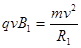 qvB₁ = mv²/R₁